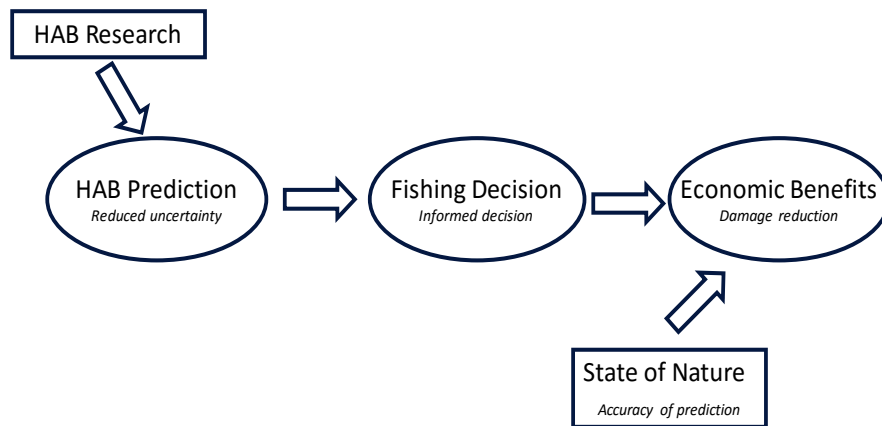 HAB Research
HAB Prediction
Reduced uncertainty
Fishing Decision
Informed decision
Economic Benefits
Damage reduction
State of Nature
Accuracy of prediction